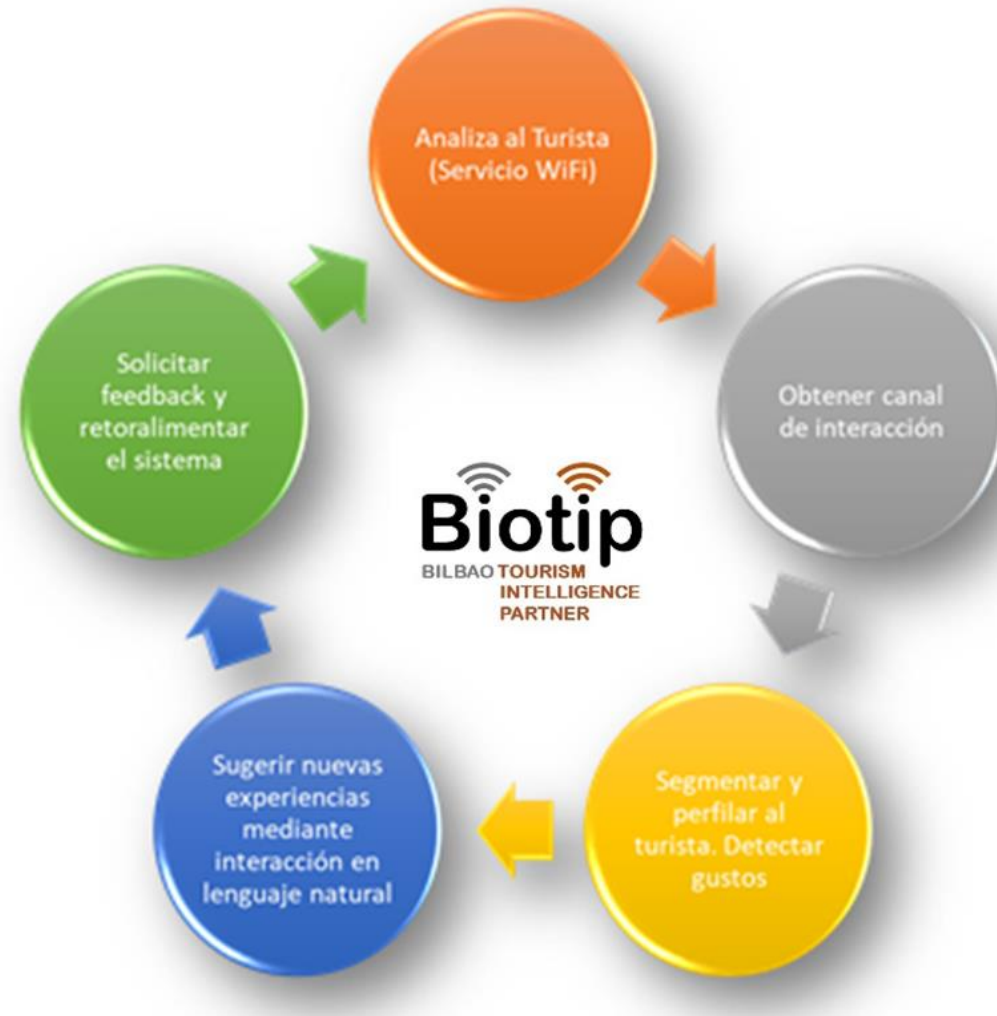 Analiza al Turista
(Servicio WiFi)
Obtener canal
de interacción
Segmentar y
perfilar al
turista. Detectar
gustos
Sugerir nuevas
experiencias
mediante
interacción en
lenguaje natural
Solicitar
feedback y
retoralimentar
el sistema
Biotip
BILBAO TOURISM
INTELLIGENCE
PARTNER